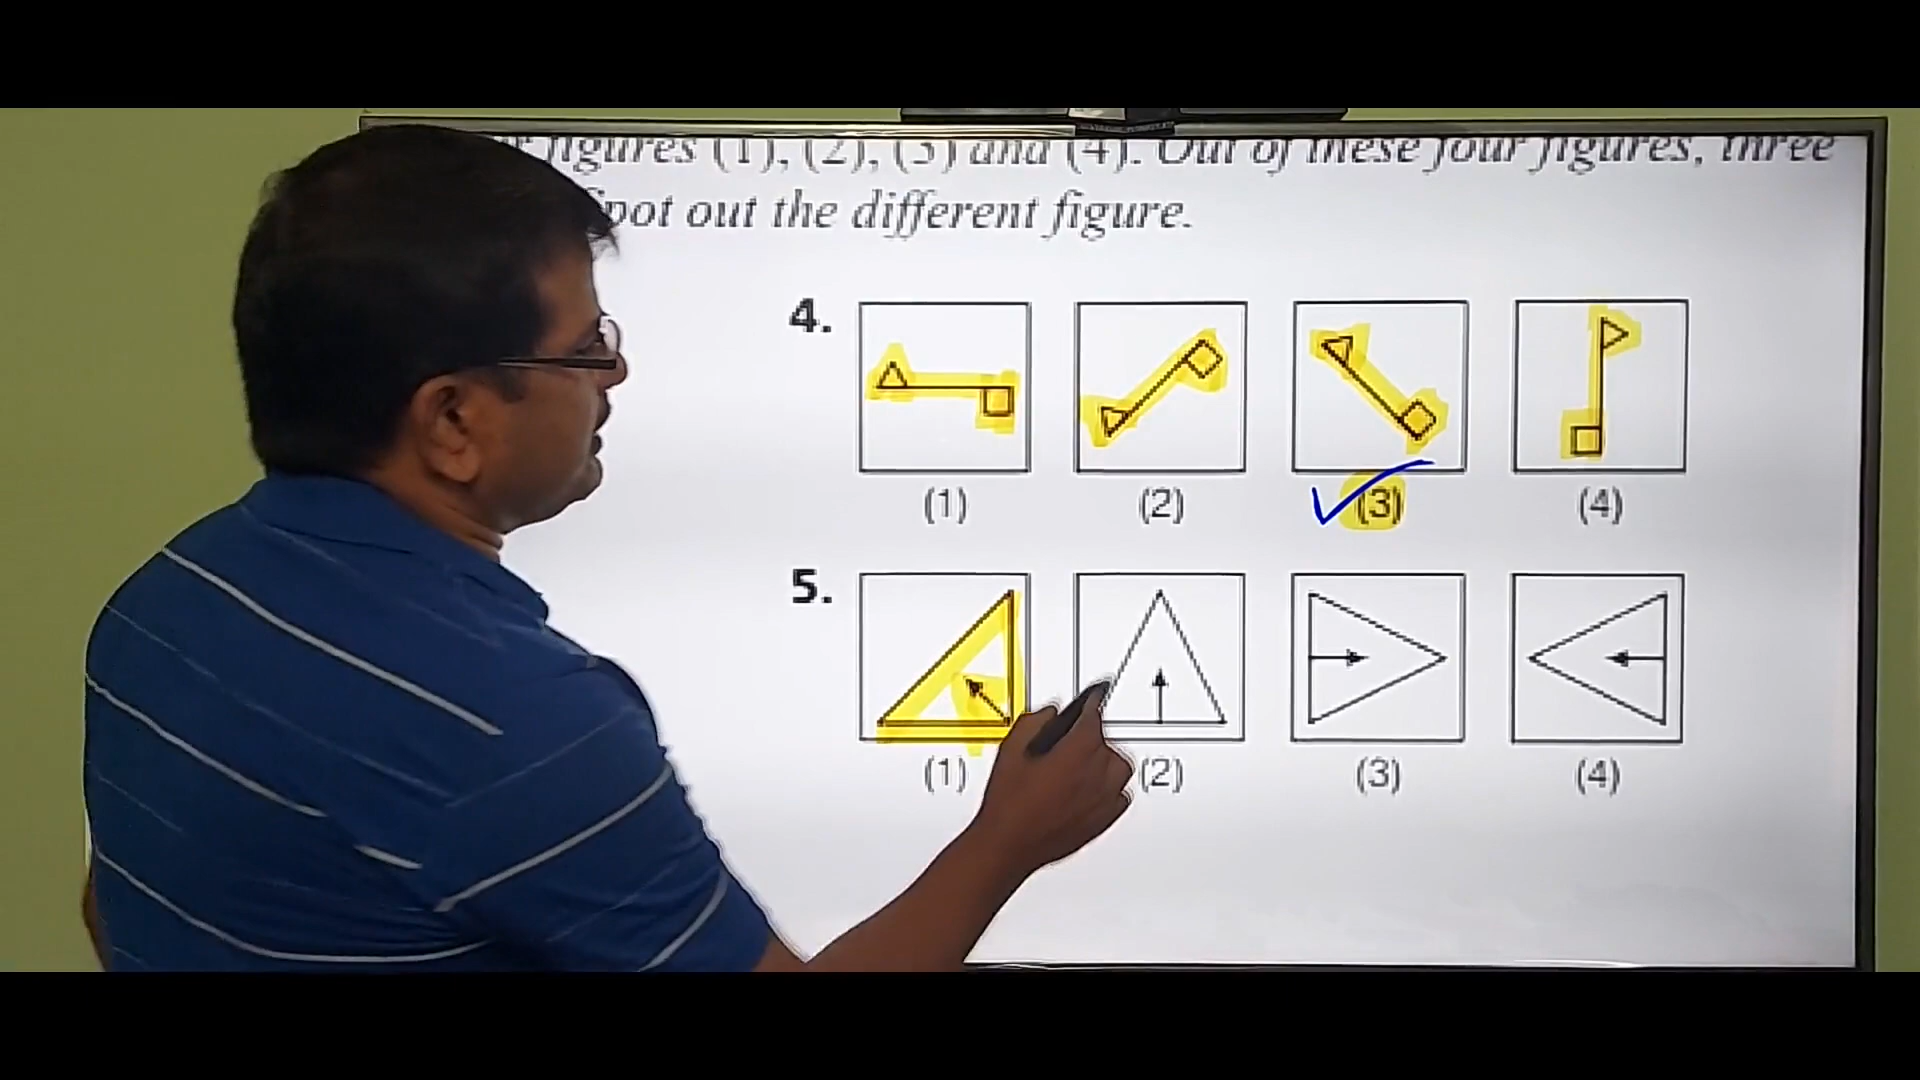 figures (1), (2), (3) and (4). Out of these four figures, three
Spot out the different figure.
4.
(1) (2) (3) (4)
5.
(1) (2) (3) (4)